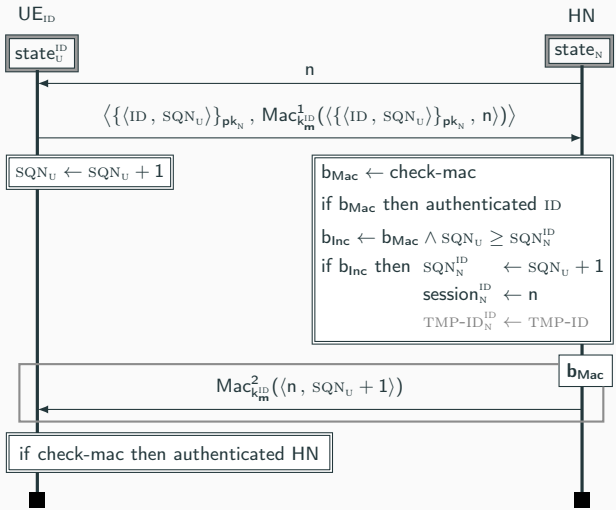 UE_ID HN
state_U^ID state_N
n
⟨{⟨ID , SQN_U⟩}_pk_N , Mac^1_k_m^ID(⟨{⟨ID , SQN_U⟩}_pk_N , n⟩)⟩
SQN_U ← SQN_U + 1
b_Mac ← check-mac
if b_Mac then authenticated ID
b_Inc ← b_Mac ∧ SQN_U ≥ SQN_N^ID
if b_Inc then SQN_N^ID ← SQN_U + 1
session_N^ID ← n
TMP-ID_N^ID ← TMP-ID
b_Mac
Mac^2_k_m^ID(⟨n , SQN_U + 1⟩)
if check-mac then authenticated HN